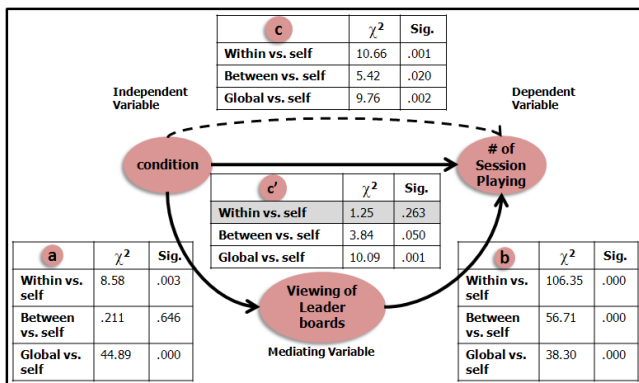 c χ² Sig.
Within vs. self 10.66 .001
Between vs. self 5.42 .020
Global vs. self 9.76 .002
Independent
Variable
Dependent
Variable
condition
# of
Session
Playing
c' χ² Sig.
Within vs. self 1.25 .263
Between vs. self 3.84 .050
Global vs. self 10.09 .001
a χ² Sig.
Within vs.
self 8.58 .003
Between
vs. self .211 .646
Global vs.
self 44.89 .000
Viewing of
Leader
boards
Mediating Variable
b χ² Sig.
Within vs.
self 106.35 .000
Between
vs. self 56.71 .000
Global vs.
self 38.30 .000